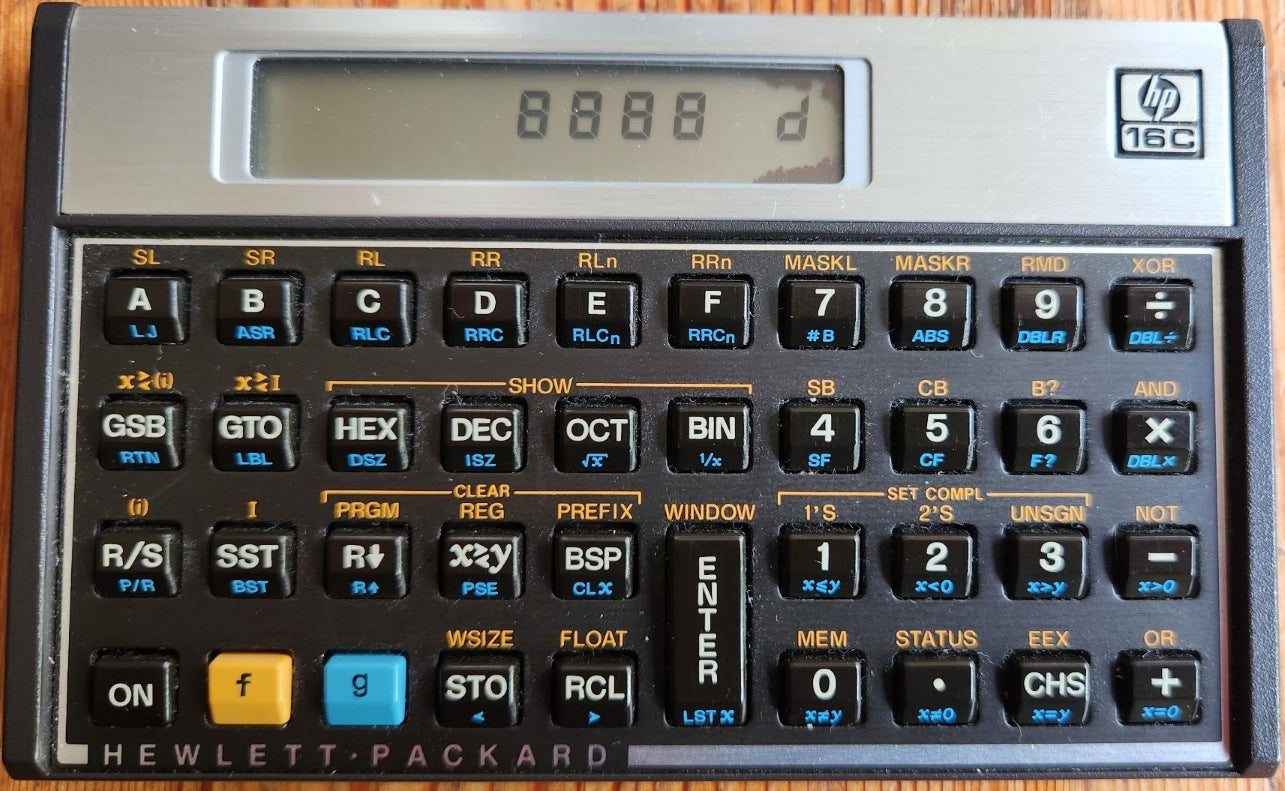 8888 d
hp
16C
SL SR RL RR RLn RRn MASKL MASKR RMD XOR
A B C D E F 7 8 9 ÷
LJ ASR RLC RRC RLCn RRCn #B ABS DBLR DBL÷
x≷(i) x≷I SHOW SB CB B? AND
GSB GTO HEX DEC OCT BIN 4 5 6 ×
RTN LBL DSZ ISZ √x 1/x SF CF F? DBL×
CLEAR SET COMPL
(i) I PRGM REG PREFIX WINDOW 1'S 2'S UNSGN NOT
R/S SST R↓ x≷y BSP ENTER 1 2 3 −
P/R BST R↑ PSE CLx x≤y x<0 x>y x>0
WSIZE FLOAT MEM STATUS EEX OR
ON f g STO RCL 0 · CHS +
< > LST x x≠y x≠0 x=y x=0
HEWLETT·PACKARD